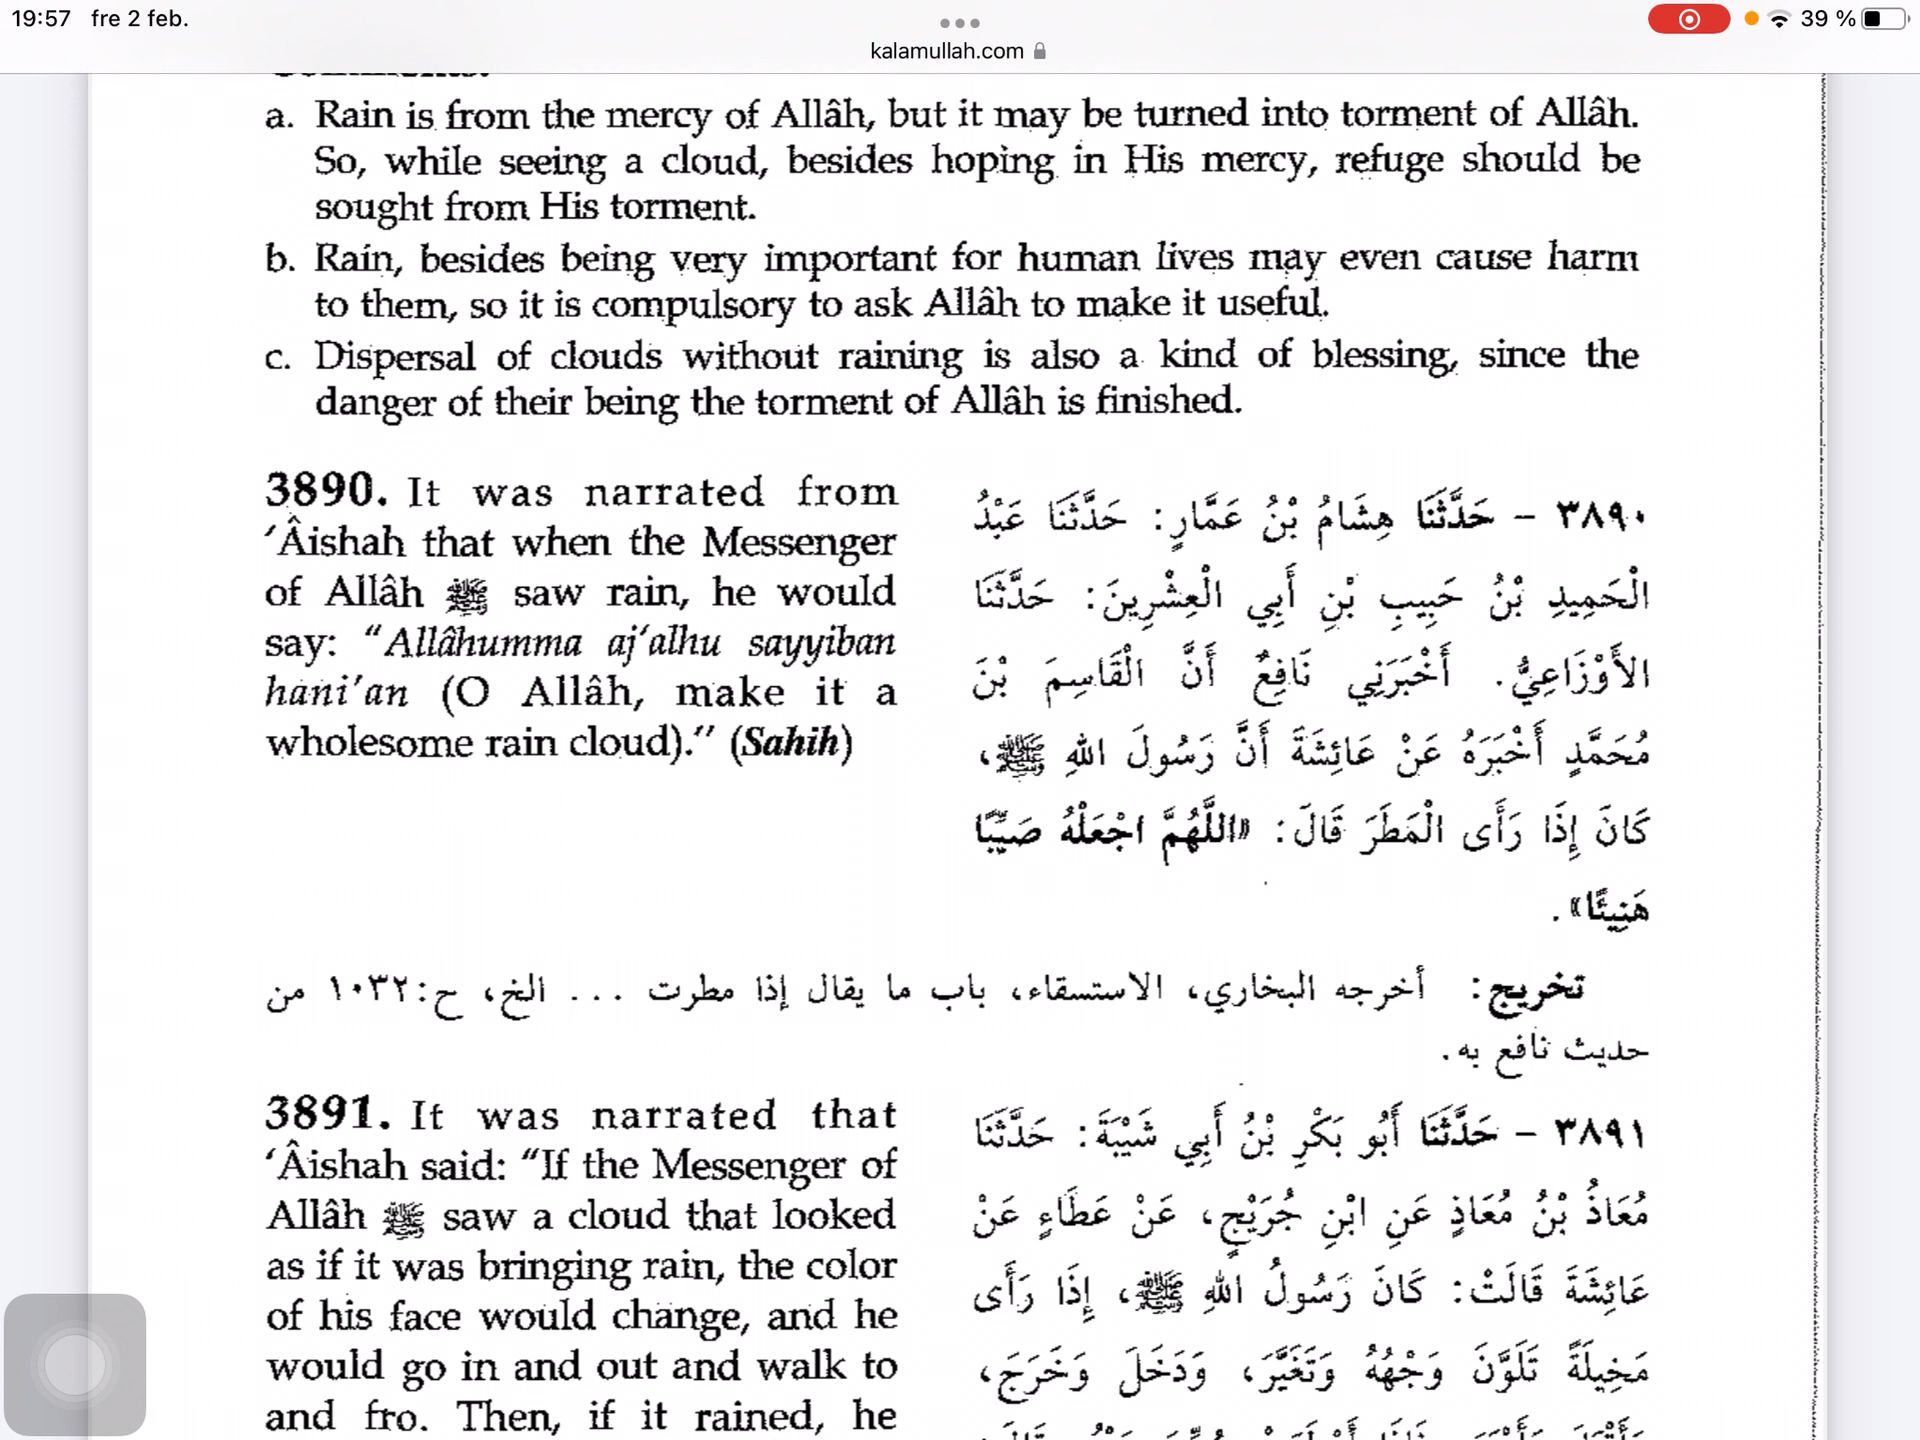 19:57 fre 2 feb.
39 %
kalamullah.com
a. Rain is from the mercy of Allâh, but it may be turned into torment of Allâh.
So, while seeing a cloud, besides hoping in His mercy, refuge should be
sought from His torment.
b. Rain, besides being very important for human lives may even cause harm
to them, so it is compulsory to ask Allâh to make it useful.
c. Dispersal of clouds without raining is also a kind of blessing, since the
danger of their being the torment of Allâh is finished.
3890. It was narrated from
‘Âishah that when the Messenger
of Allâh ﷺ saw rain, he would
say: “Allâhumma aj‘alhu sayyiban
hani’an (O Allâh, make it a
wholesome rain cloud).” (Sahih)
٣٨٩٠ – حَدَّثَنَا هِشَامُ بْنُ عَمَّارٍ: حَدَّثَنَا عَبْدُ
الْحَمِيدِ بْنُ حَبِيبِ بْنِ أَبِي الْعِشْرِينَ: حَدَّثَنَا
الأَوْزَاعِيُّ. أَخْبَرَنِي نَافِعٌ أَنَّ الْقَاسِمَ بْنَ
مُحَمَّدٍ أَخْبَرَهُ عَنْ عَائِشَةَ أَنَّ رَسُولَ اللهِ ﷺ،
كَانَ إِذَا رَأَى الْمَطَرَ قَالَ: «اللَّهُمَّ اجْعَلْهُ صَيِّبًا
هَنِيئًا».
تخريج: أخرجه البخاري، الاستسقاء، باب ما يقال إذا مطرت ... الخ، ح:١٠٣٢ من
حديث نافع به.
3891. It was narrated that
‘Âishah said: “If the Messenger of
Allâh ﷺ saw a cloud that looked
as if it was bringing rain, the color
of his face would change, and he
would go in and out and walk to
and fro. Then, if it rained, he
٣٨٩١ – حَدَّثَنَا أَبُو بَكْرِ بْنُ أَبِي شَيْبَةَ: حَدَّثَنَا
مُعَاذُ بْنُ مُعَاذٍ عَنِ ابْنِ جُرَيْجٍ، عَنْ عَطَاءٍ عَنْ
عَائِشَةَ قَالَتْ: كَانَ رَسُولُ اللهِ ﷺ، إِذَا رَأَى
مَخِيلَةً تَلَوَّنَ وَجْهُهُ وَتَغَيَّرَ، وَدَخَلَ وَخَرَجَ،